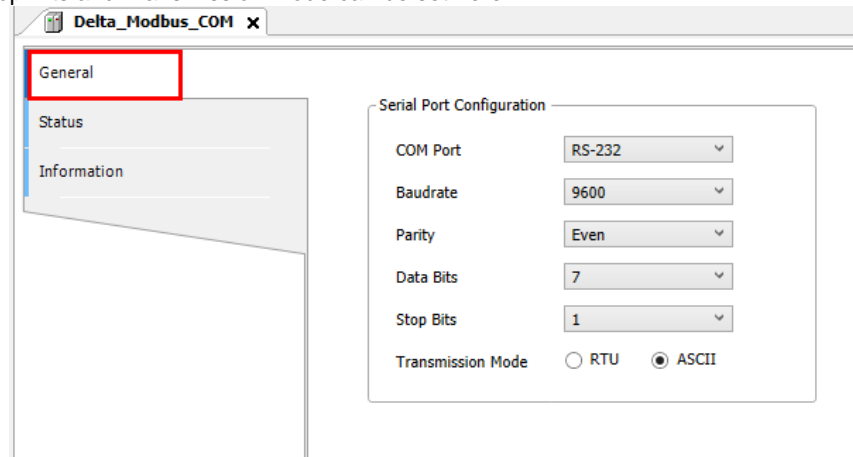 Delta_Modbus_COM x
General
Status
Information
Serial Port Configuration
COM Port RS-232
Baudrate 9600
Parity Even
Data Bits 7
Stop Bits 1
Transmission Mode RTU ASCII